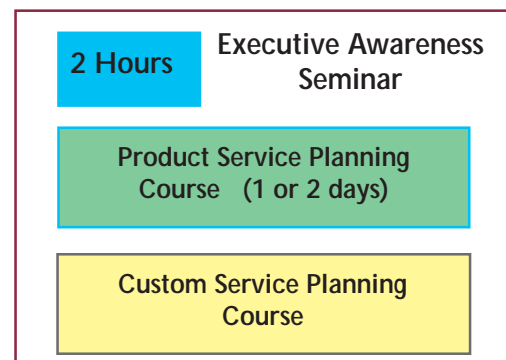 2 Hours
Executive Awareness
Seminar
Product Service Planning
Course (1 or 2 days)
Custom Service Planning
Course